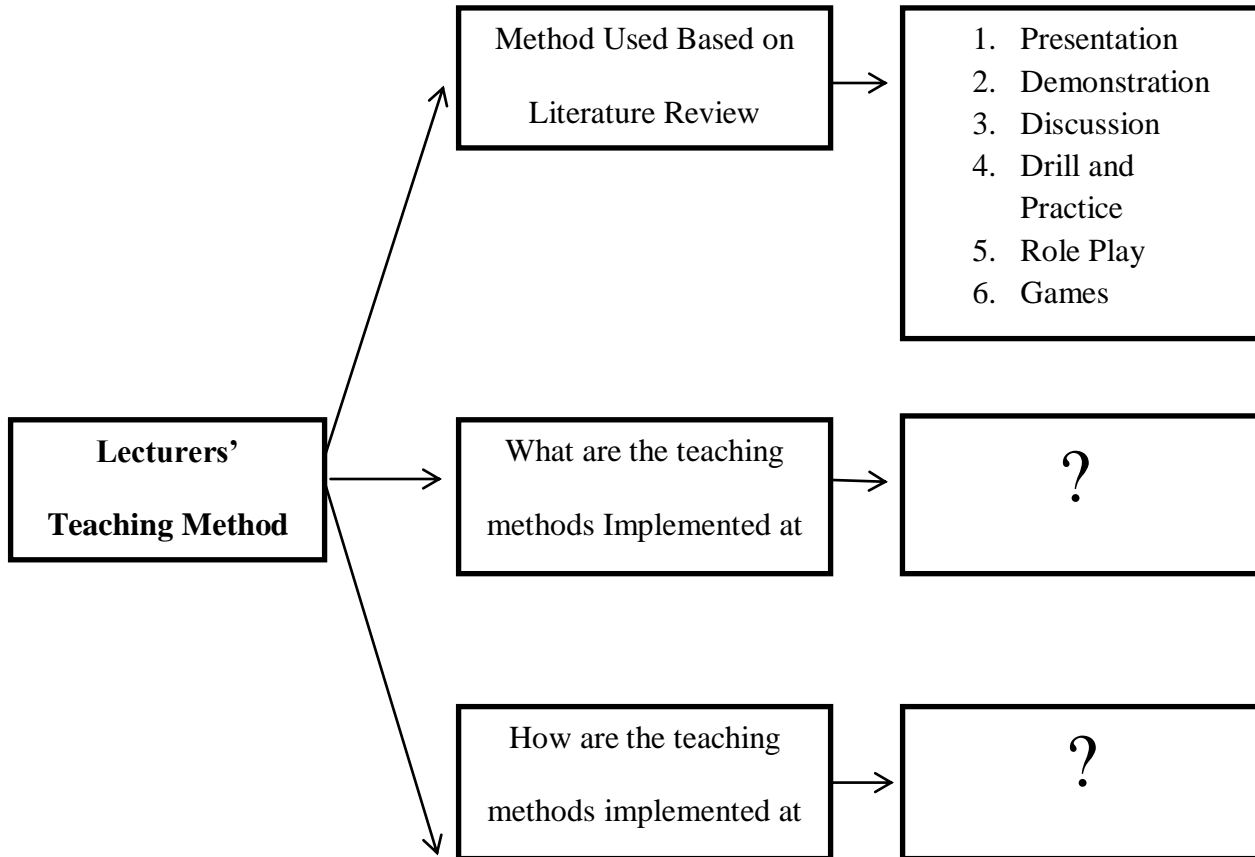 Method Used Based on
Literature Review
1. Presentation
2. Demonstration
3. Discussion
4. Drill and
Practice
5. Role Play
6. Games
Lecturers’
Teaching Method
What are the teaching
methods Implemented at
?
How are the teaching
methods implemented at
?